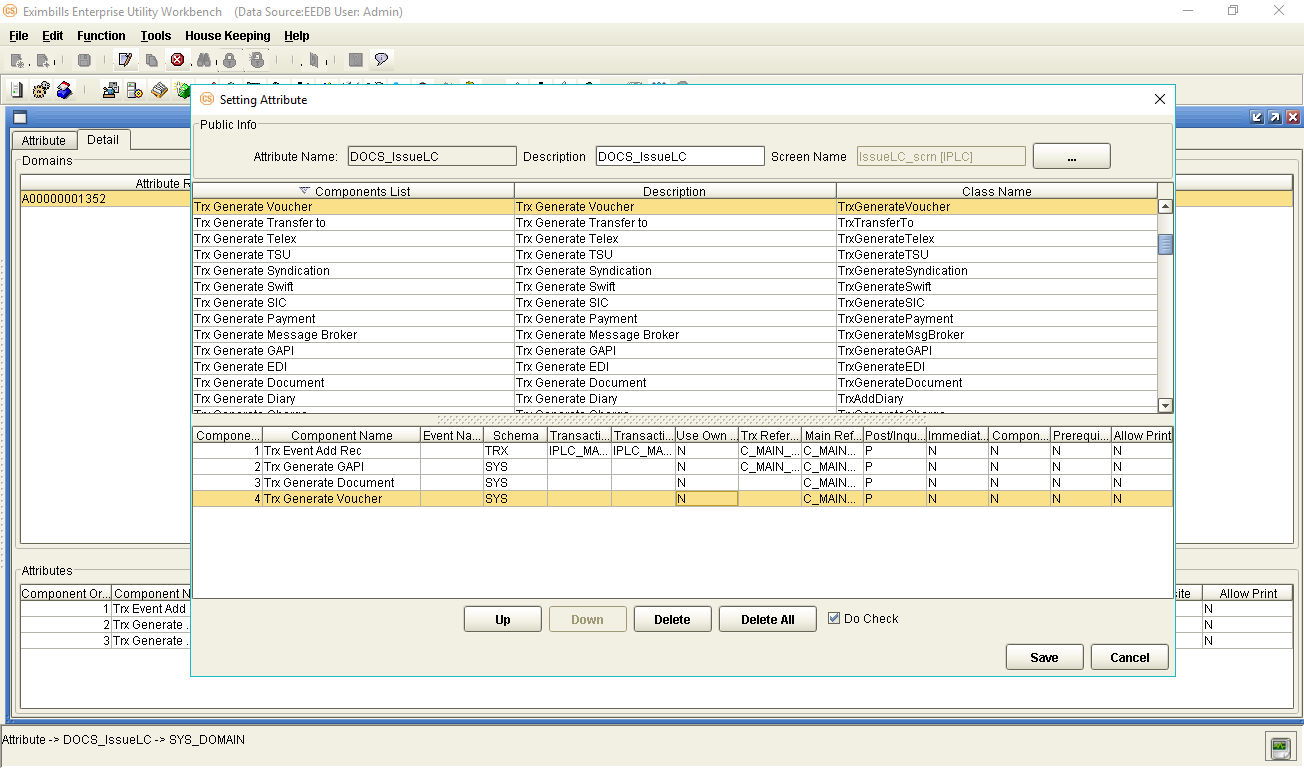 Eximbills Enterprise Utility Workbench (Data Source:EEDB User: Admin)
File Edit Function Tools House Keeping Help
Attribute Detail
Domains
Attribute R
A00000001352
Setting Attribute
Public Info
Attribute Name: DOCS_IssueLC Description DOCS_IssueLC Screen Name IssueLC_scrn [IPLC] ...
Components List Description Class Name
Trx Generate Voucher Trx Generate Voucher TrxGenerateVoucher
Trx Generate Transfer to Trx Generate Transfer to TrxTransferTo
Trx Generate Telex Trx Generate Telex TrxGenerateTelex
Trx Generate TSU Trx Generate TSU TrxGenerateTSU
Trx Generate Syndication Trx Generate Syndication TrxGenerateSyndication
Trx Generate Swift Trx Generate Swift TrxGenerateSwift
Trx Generate SIC Trx Generate SIC TrxGenerateSIC
Trx Generate Payment Trx Generate Payment TrxGeneratePayment
Trx Generate Message Broker Trx Generate Message Broker TrxGenerateMsgBroker
Trx Generate GAPI Trx Generate GAPI TrxGenerateGAPI
Trx Generate EDI Trx Generate EDI TrxGenerateEDI
Trx Generate Document Trx Generate Document TrxGenerateDocument
Trx Generate Diary Trx Generate Diary TrxAddDiary
Compone... Component Name Event Na... Schema Transacti... Transacti... Use Own ... Trx Refer... Main Ref... Post/Inqu... Immediat... Compon... Prerequi... Allow Print
1 Trx Event Add Rec TRX IPLC_MA... IPLC_MA... N C_MAIN_... C_MAIN... P N N N N
2 Trx Generate GAPI SYS N C_MAIN_... C_MAIN... P N N N N
3 Trx Generate Document SYS N C_MAIN... P N N N N
4 Trx Generate Voucher SYS N C_MAIN... P N N N N
Up Down Delete Delete All Do Check
Save Cancel
Attributes
Component Or... Component N site Allow Print
1 Trx Event Add N
2 Trx Generate . N
3 Trx Generate . N
Attribute -> DOCS_IssueLC -> SYS_DOMAIN